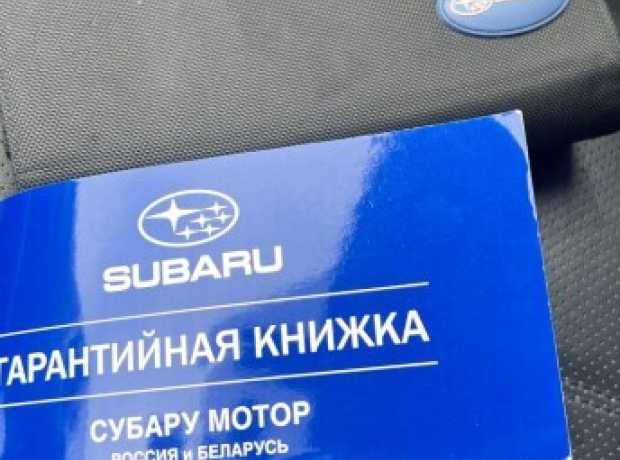 SUBARU
ГАРАНТИЙНАЯ КНИЖКА
СУБАРУ МОТОР
РОССИЯ и БЕЛАРУСЬ